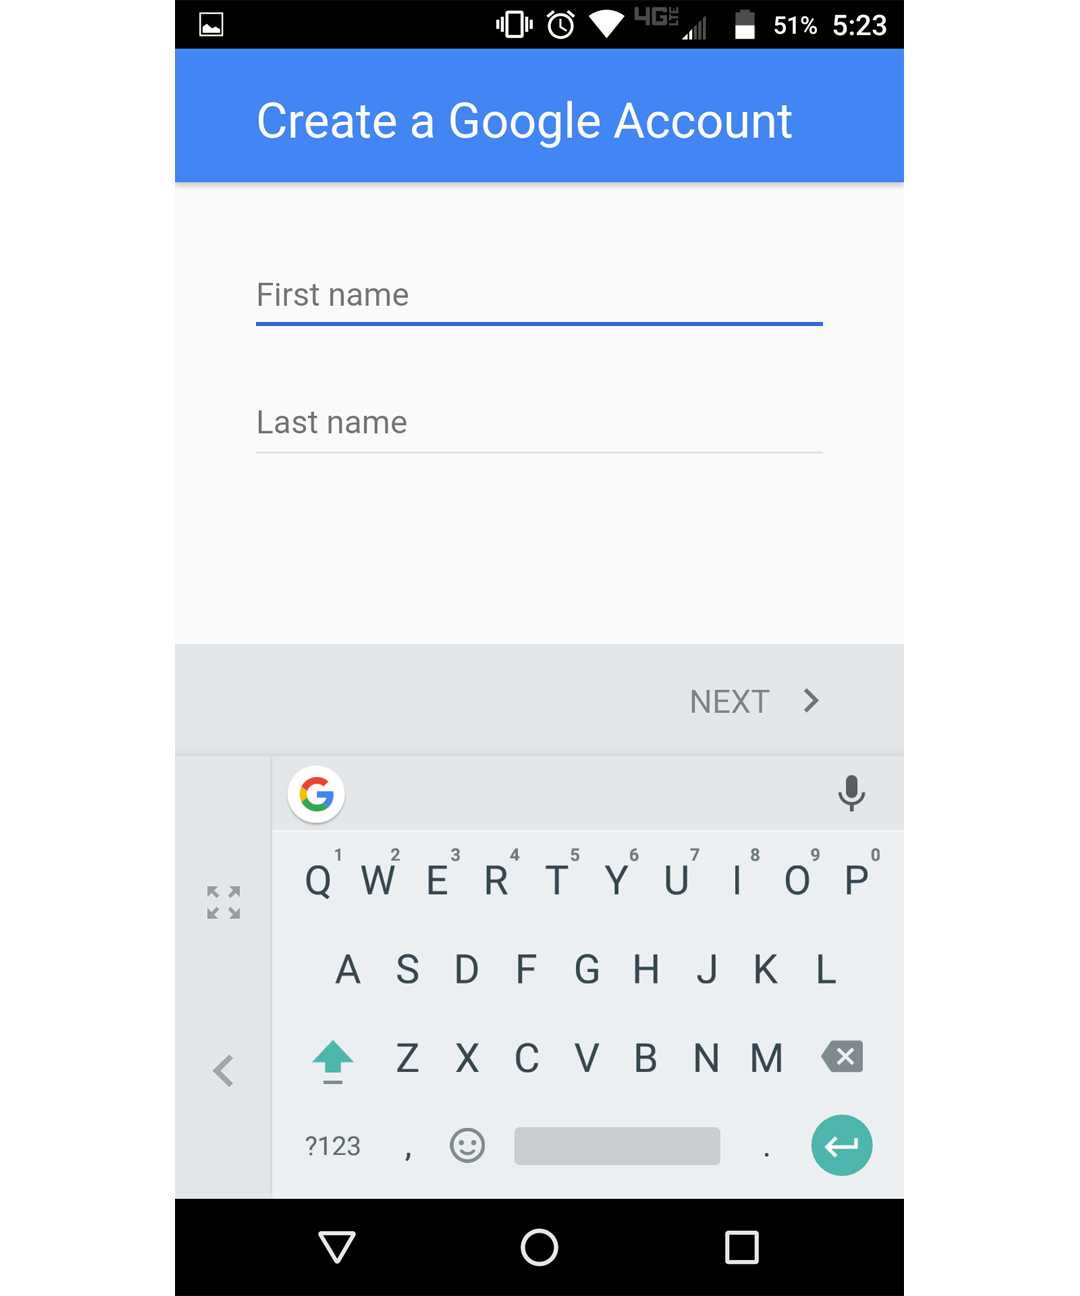 4G LTE 51% 5:23
Create a Google Account
First name
Last name
NEXT
G
1 2 3 4 5 6 7 8 9 0
Q W E R T Y U I O P
A S D F G H J K L
Z X C V B N M
?123 , .